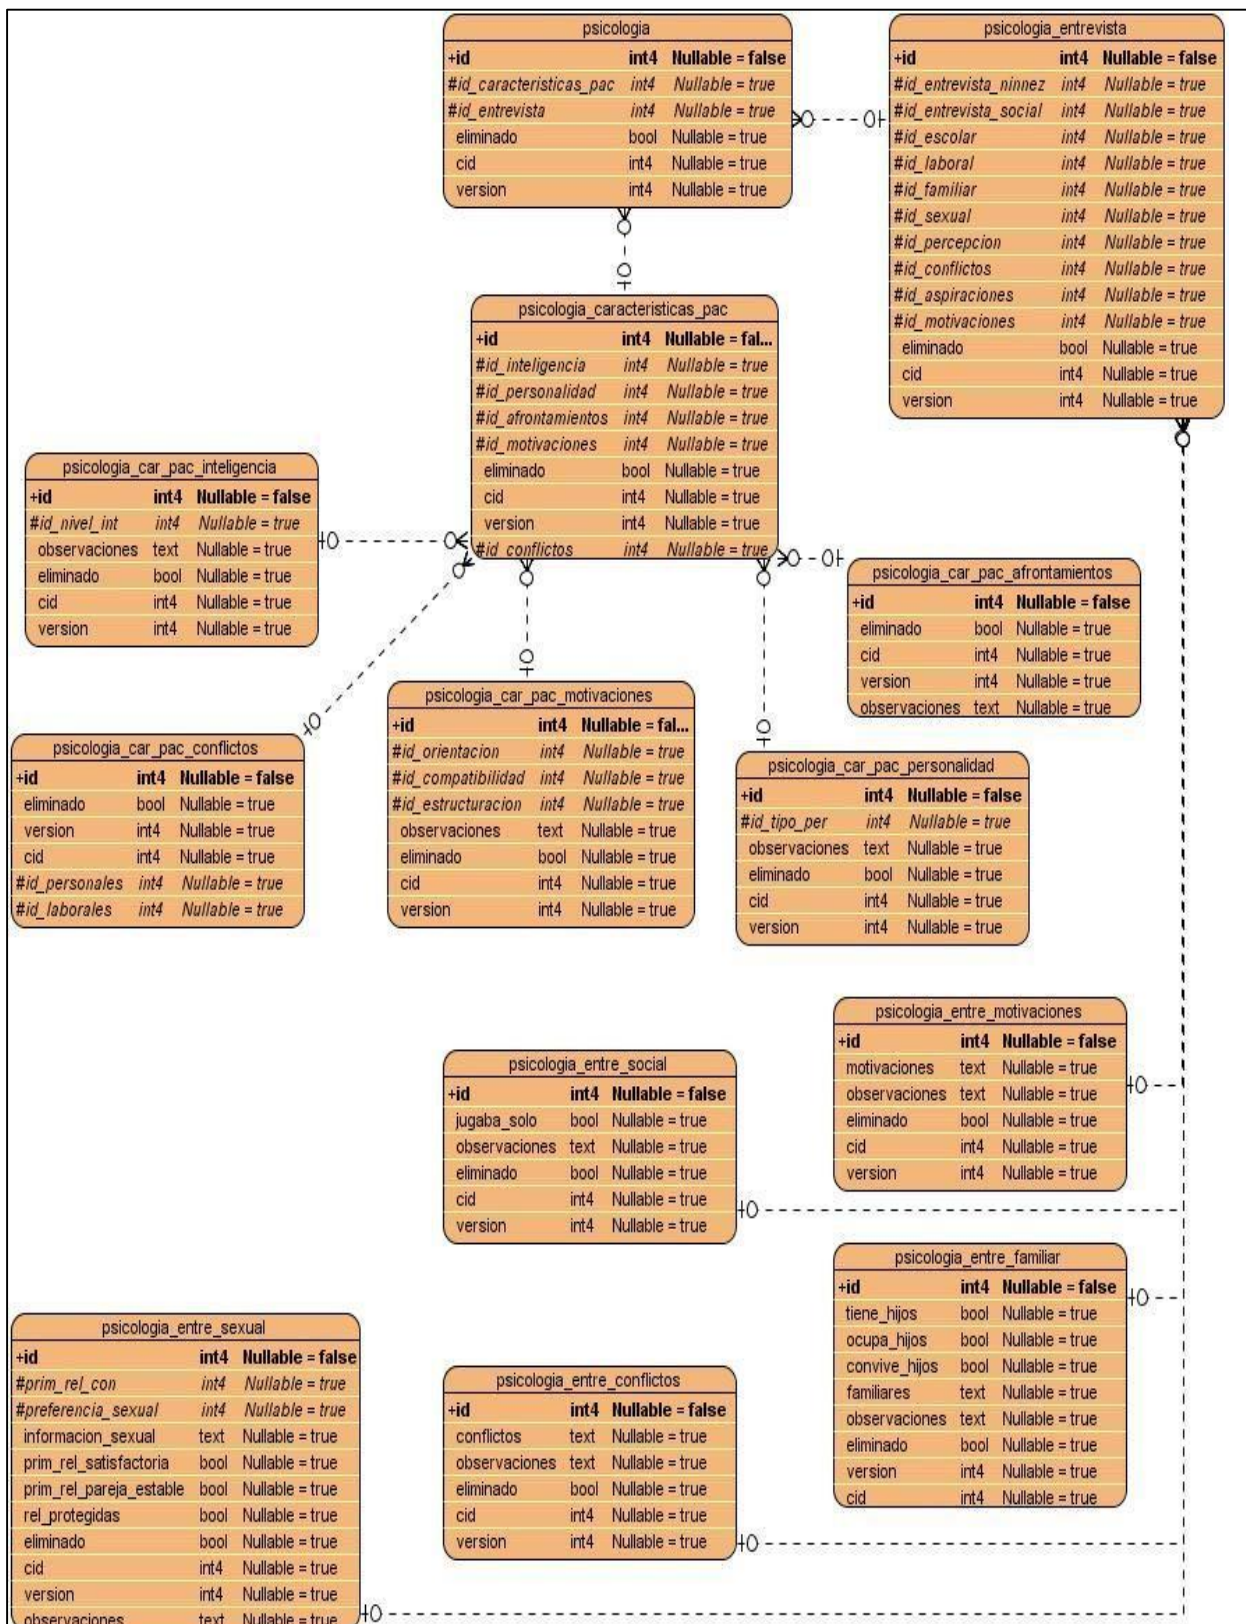 psicologia
+id int4 Nullable = false
#id_caracteristicas_pac int4 Nullable = true
#id_entrevista int4 Nullable = true
eliminado bool Nullable = true
cid int4 Nullable = true
version int4 Nullable = true
psicologia_entrevista
+id int4 Nullable = false
#id_entrevista_ninnez int4 Nullable = true
#id_entrevista_social int4 Nullable = true
#id_escolar int4 Nullable = true
#id_laboral int4 Nullable = true
#id_familiar int4 Nullable = true
#id_sexual int4 Nullable = true
#id_percepcion int4 Nullable = true
#id_conflictos int4 Nullable = true
#id_aspiraciones int4 Nullable = true
#id_motivaciones int4 Nullable = true
eliminado bool Nullable = true
cid int4 Nullable = true
version int4 Nullable = true
psicologia_caracteristicas_pac
+id int4 Nullable = fal...
#id_inteligencia int4 Nullable = true
#id_personalidad int4 Nullable = true
#id_afrontamientos int4 Nullable = true
#id_motivaciones int4 Nullable = true
eliminado bool Nullable = true
cid int4 Nullable = true
version int4 Nullable = true
#id_conflictos int4 Nullable = true
psicologia_car_pac_inteligencia
+id int4 Nullable = false
#id_nivel_int int4 Nullable = true
observaciones text Nullable = true
eliminado bool Nullable = true
cid int4 Nullable = true
version int4 Nullable = true
psicologia_car_pac_afrontamientos
+id int4 Nullable = false
eliminado bool Nullable = true
cid int4 Nullable = true
version int4 Nullable = true
observaciones text Nullable = true
psicologia_car_pac_conflictos
+id int4 Nullable = false
eliminado bool Nullable = true
version int4 Nullable = true
cid int4 Nullable = true
#id_personales int4 Nullable = true
#id_laborales int4 Nullable = true
psicologia_car_pac_motivaciones
+id int4 Nullable = fal...
#id_orientacion int4 Nullable = true
#id_compatibilidad int4 Nullable = true
#id_estructuracion int4 Nullable = true
observaciones text Nullable = true
eliminado bool Nullable = true
cid int4 Nullable = true
version int4 Nullable = true
psicologia_car_pac_personalidad
+id int4 Nullable = false
#id_tipo_per int4 Nullable = true
observaciones text Nullable = true
eliminado bool Nullable = true
cid int4 Nullable = true
version int4 Nullable = true
psicologia_entre_motivaciones
+id int4 Nullable = false
motivaciones text Nullable = true
observaciones text Nullable = true
eliminado bool Nullable = true
cid int4 Nullable = true
version int4 Nullable = true
psicologia_entre_social
+id int4 Nullable = false
jugaba_solo bool Nullable = true
observaciones text Nullable = true
eliminado bool Nullable = true
cid int4 Nullable = true
version int4 Nullable = true
psicologia_entre_familiar
+id int4 Nullable = false
tiene_hijos bool Nullable = true
ocupa_hijos bool Nullable = true
convive_hijos bool Nullable = true
familiares text Nullable = true
observaciones text Nullable = true
eliminado bool Nullable = true
version int4 Nullable = true
cid int4 Nullable = true
psicologia_entre_sexual
+id int4 Nullable = false
#prim_rel_con int4 Nullable = true
#preferencia_sexual int4 Nullable = true
informacion_sexual text Nullable = true
prim_rel_satisfactoria bool Nullable = true
prim_rel_pareja_estable bool Nullable = true
rel_protegidas bool Nullable = true
eliminado bool Nullable = true
cid int4 Nullable = true
version int4 Nullable = true
observaciones text Nullable = true
psicologia_entre_conflictos
+id int4 Nullable = false
conflictos text Nullable = true
observaciones text Nullable = true
eliminado bool Nullable = true
cid int4 Nullable = true
version int4 Nullable = true